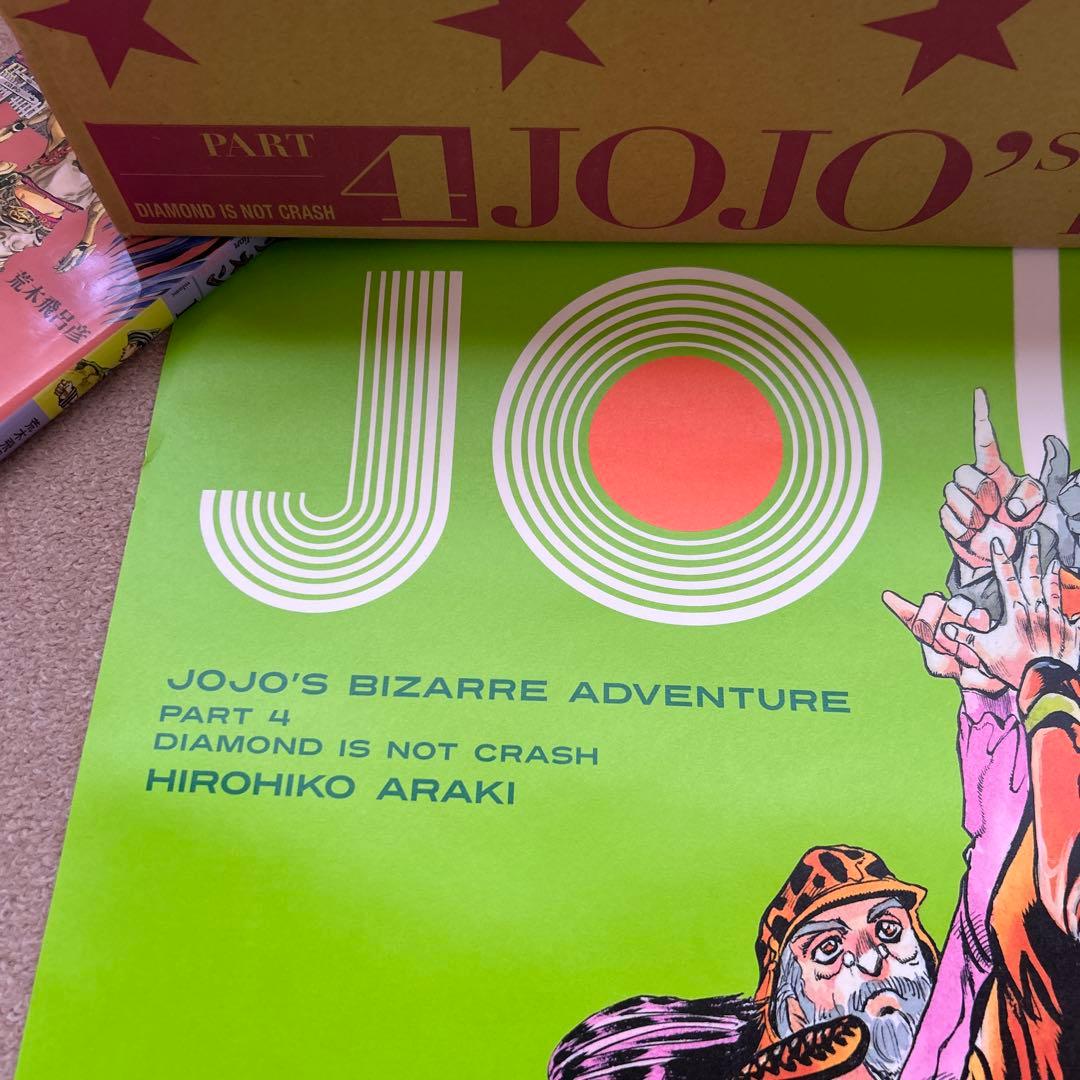 PART 4
DIAMOND IS NOT CRASH
JOJO's
荒木飛呂彦
JO
JOJO'S BIZARRE ADVENTURE
PART 4
DIAMOND IS NOT CRASH
HIROHIKO ARAKI